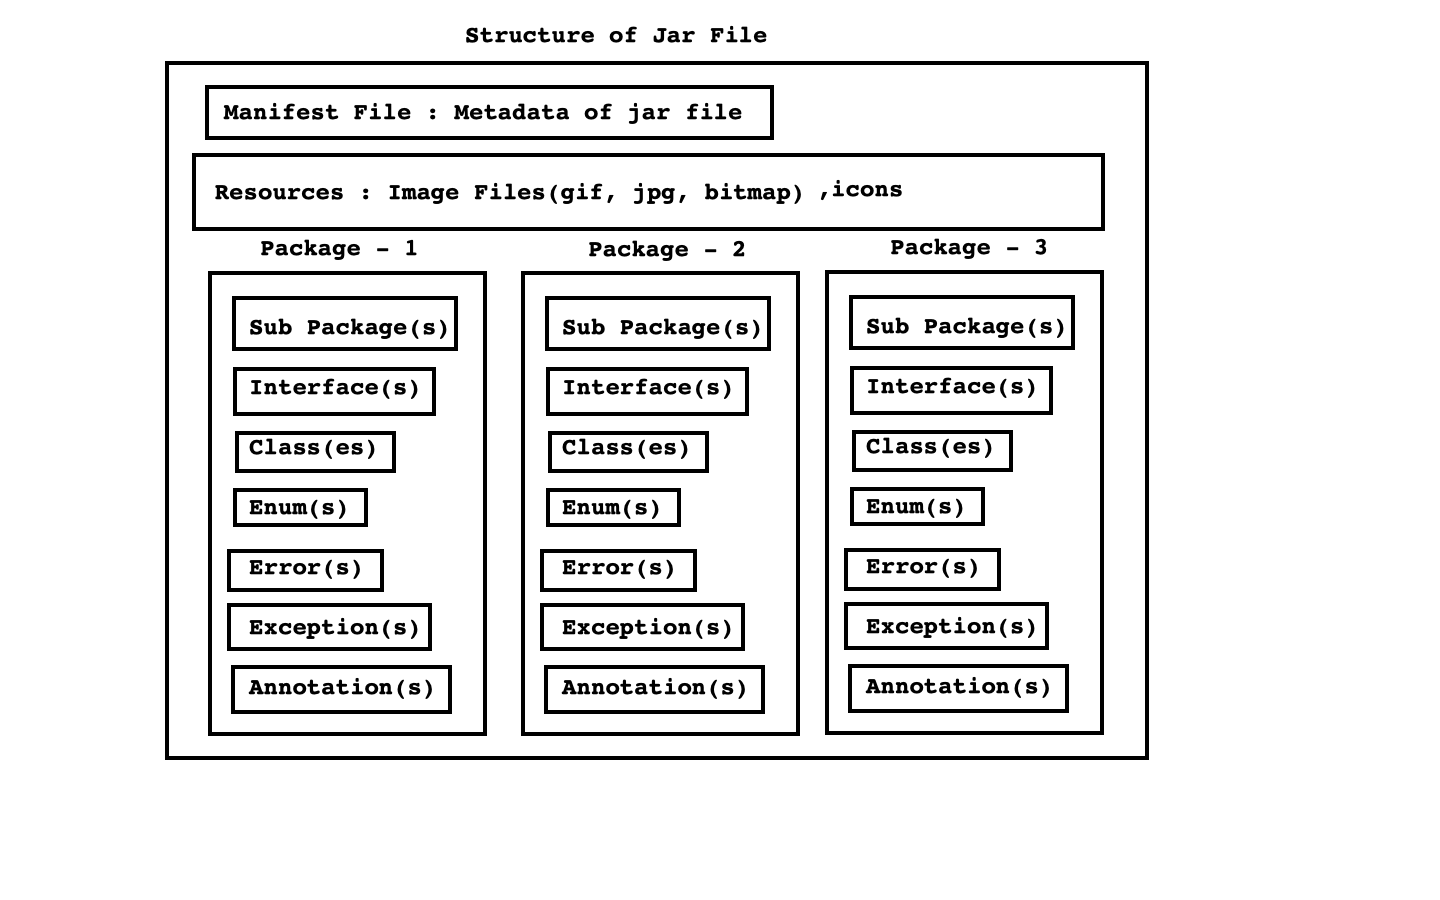 Structure of Jar File
Manifest File : Metadata of jar file
Resources : Image Files(gif, jpg, bitmap) ,icons
Package - 1
Sub Package(s)
Interface(s)
Class(es)
Enum(s)
Error(s)
Exception(s)
Annotation(s)
Package - 2
Sub Package(s)
Interface(s)
Class(es)
Enum(s)
Error(s)
Exception(s)
Annotation(s)
Package - 3
Sub Package(s)
Interface(s)
Class(es)
Enum(s)
Error(s)
Exception(s)
Annotation(s)